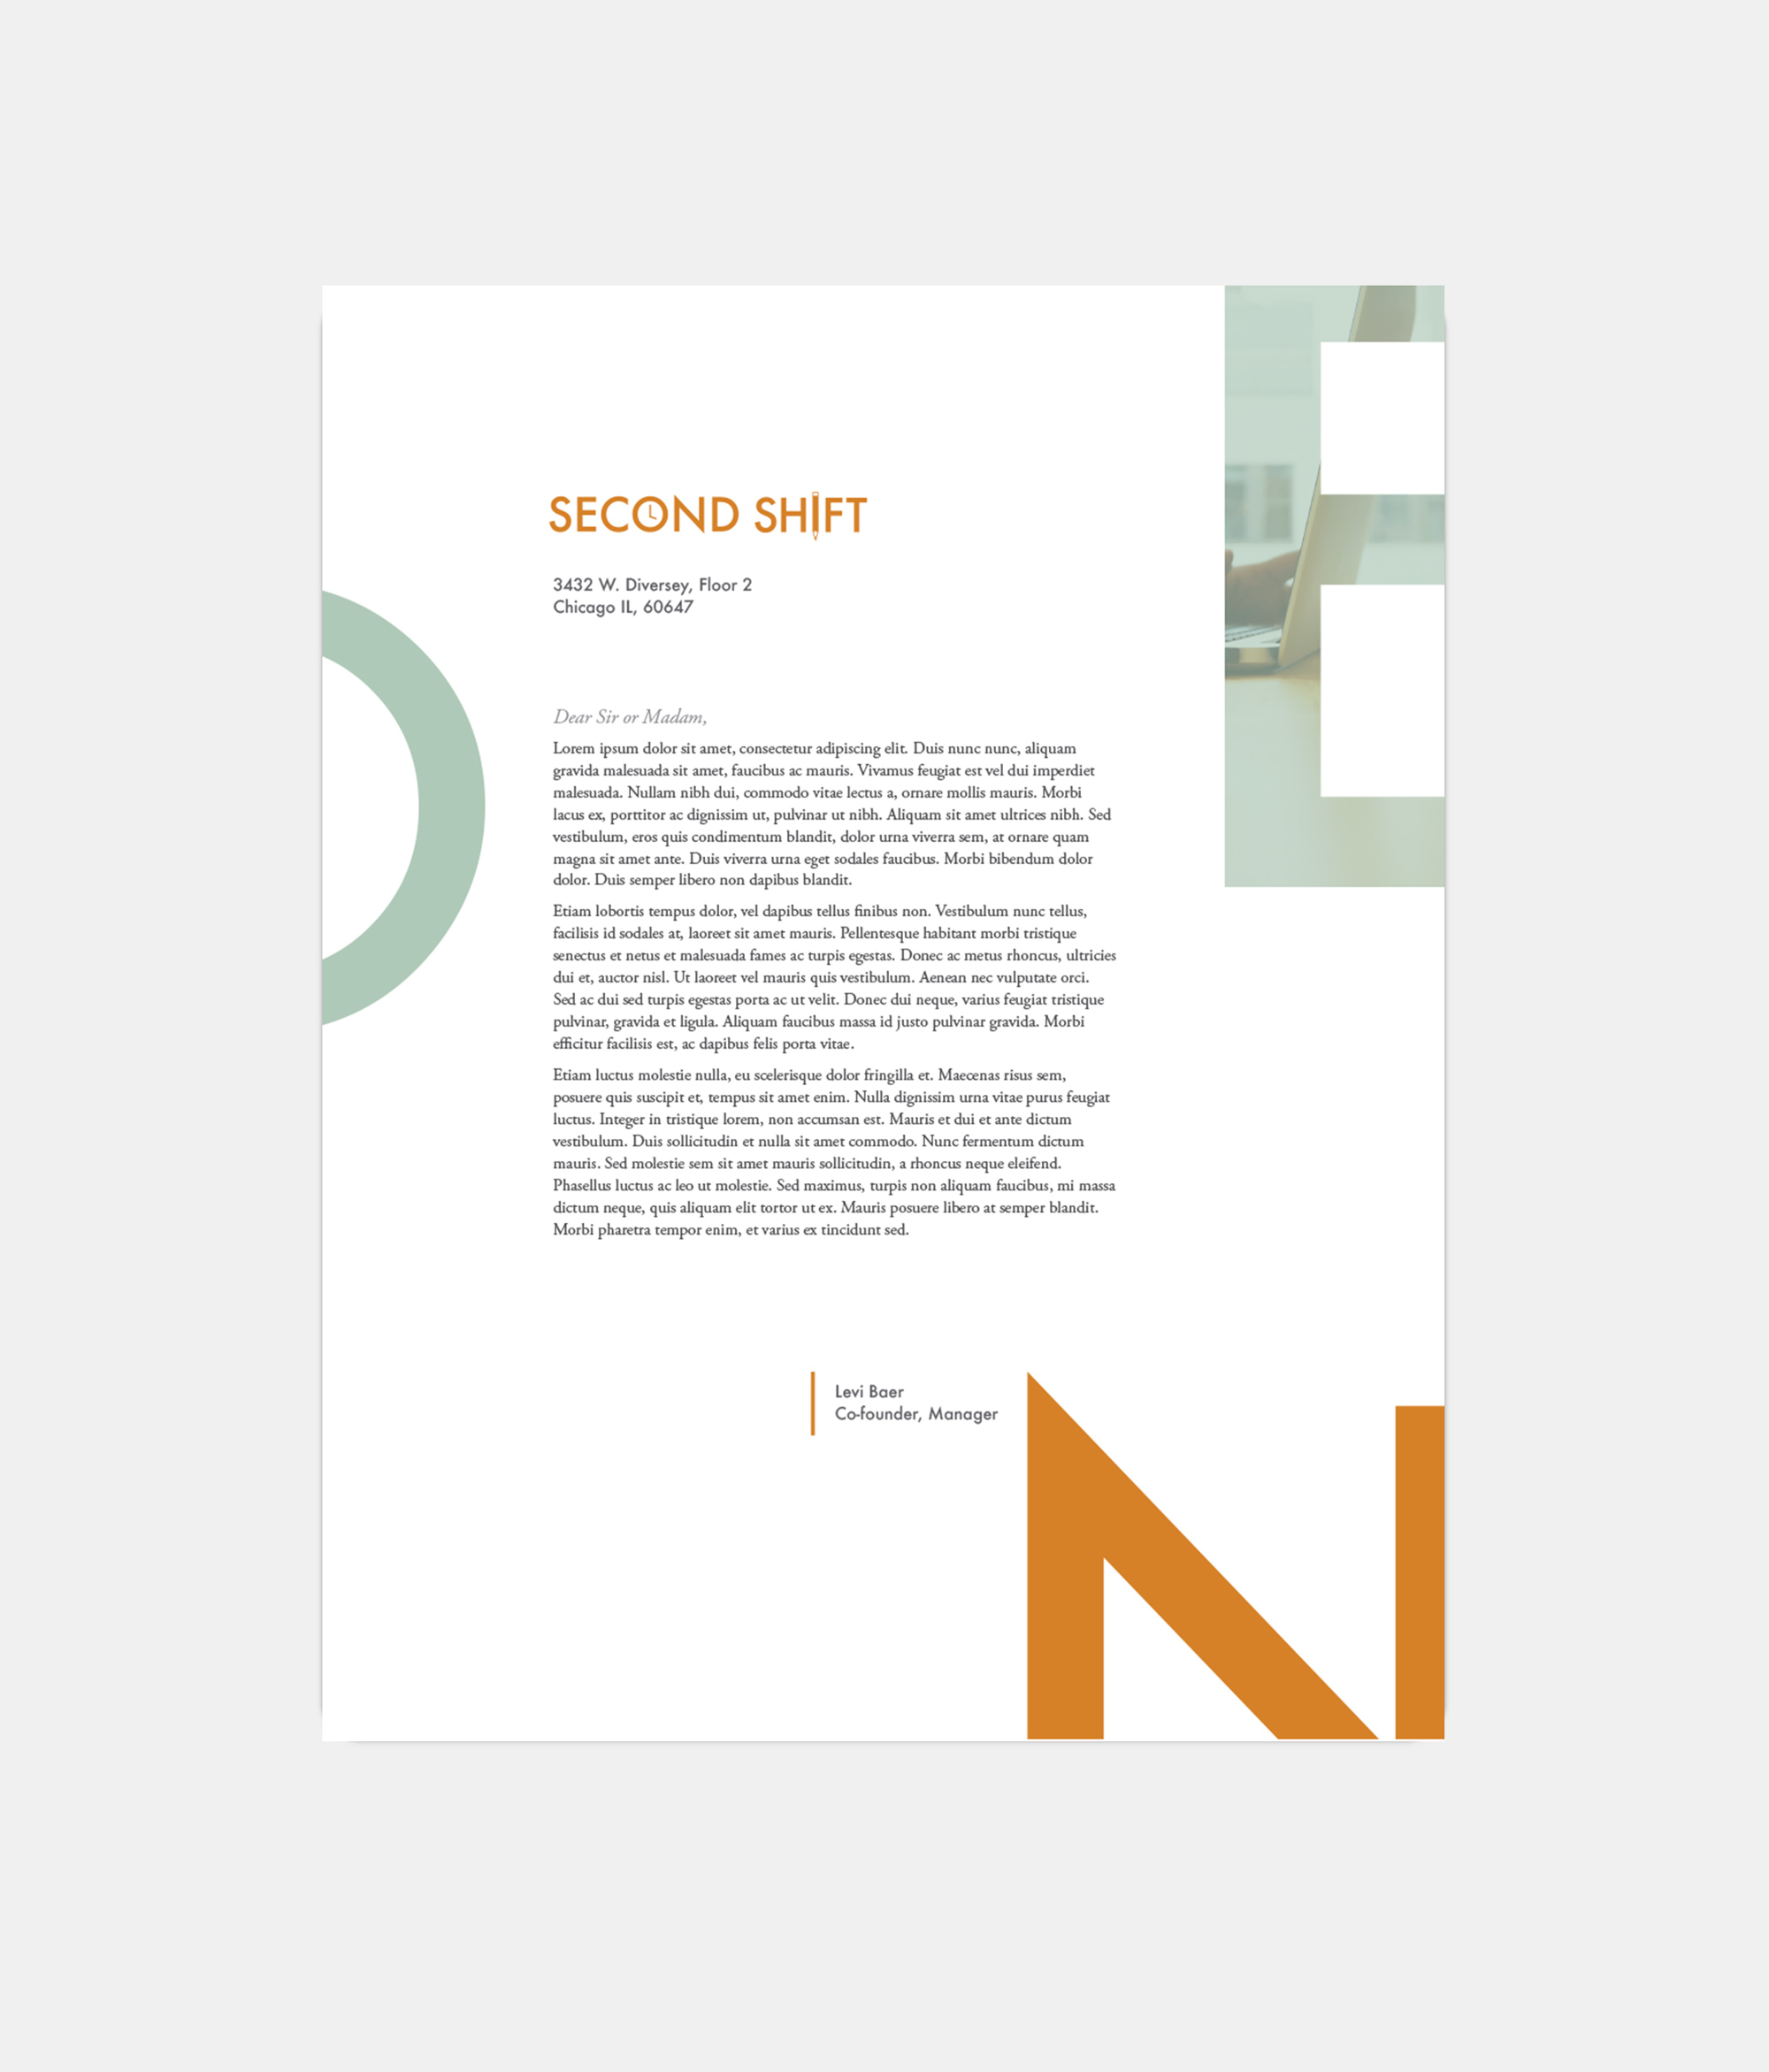 SECOND SHIFT
3432 W. Diversey, Floor 2
Chicago IL, 60647
Dear Sir or Madam,
Lorem ipsum dolor sit amet, consectetur adipiscing elit. Duis nunc nunc, aliquam
gravida malesuada sit amet, faucibus ac mauris. Vivamus feugiat est vel dui imperdiet
malesuada. Nullam nibh dui, commodo vitae lectus a, ornare mollis mauris. Morbi
lacus ex, porttitor ac dignissim ut, pulvinar ut nibh. Aliquam sit amet ultrices nibh. Sed
vestibulum, eros quis condimentum blandit, dolor urna viverra sem, at ornare quam
magna sit amet ante. Duis viverra urna eget sodales faucibus. Morbi bibendum dolor
dolor. Duis semper libero non dapibus blandit.
Etiam lobortis tempus dolor, vel dapibus tellus finibus non. Vestibulum nunc tellus,
facilisis id sodales at, laoreet sit amet mauris. Pellentesque habitant morbi tristique
senectus et netus et malesuada fames ac turpis egestas. Donec ac metus rhoncus, ultricies
dui et, auctor nisl. Ut laoreet vel mauris quis vestibulum. Aenean nec vulputate orci.
Sed ac dui sed turpis egestas porta ac ut velit. Donec dui neque, varius feugiat tristique
pulvinar, gravida et ligula. Aliquam faucibus massa id justo pulvinar gravida. Morbi
efficitur facilisis est, ac dapibus felis porta vitae.
Etiam luctus molestie nulla, eu scelerisque dolor fringilla et. Maecenas risus sem,
posuere quis suscipit et, tempus sit amet enim. Nulla dignissim urna vitae purus feugiat
luctus. Integer in tristique lorem, non accumsan est. Mauris et dui et ante dictum
vestibulum. Duis sollicitudin et nulla sit amet commodo. Nunc fermentum dictum
mauris. Sed molestie sem sit amet mauris sollicitudin, a rhoncus neque eleifend.
Phasellus luctus ac leo ut molestie. Sed maximus, turpis non aliquam faucibus, mi massa
dictum neque, quis aliquam elit tortor ut ex. Mauris posuere libero at semper blandit.
Morbi pharetra tempor enim, et varius ex tincidunt sed.
Levi Baer
Co-founder, Manager